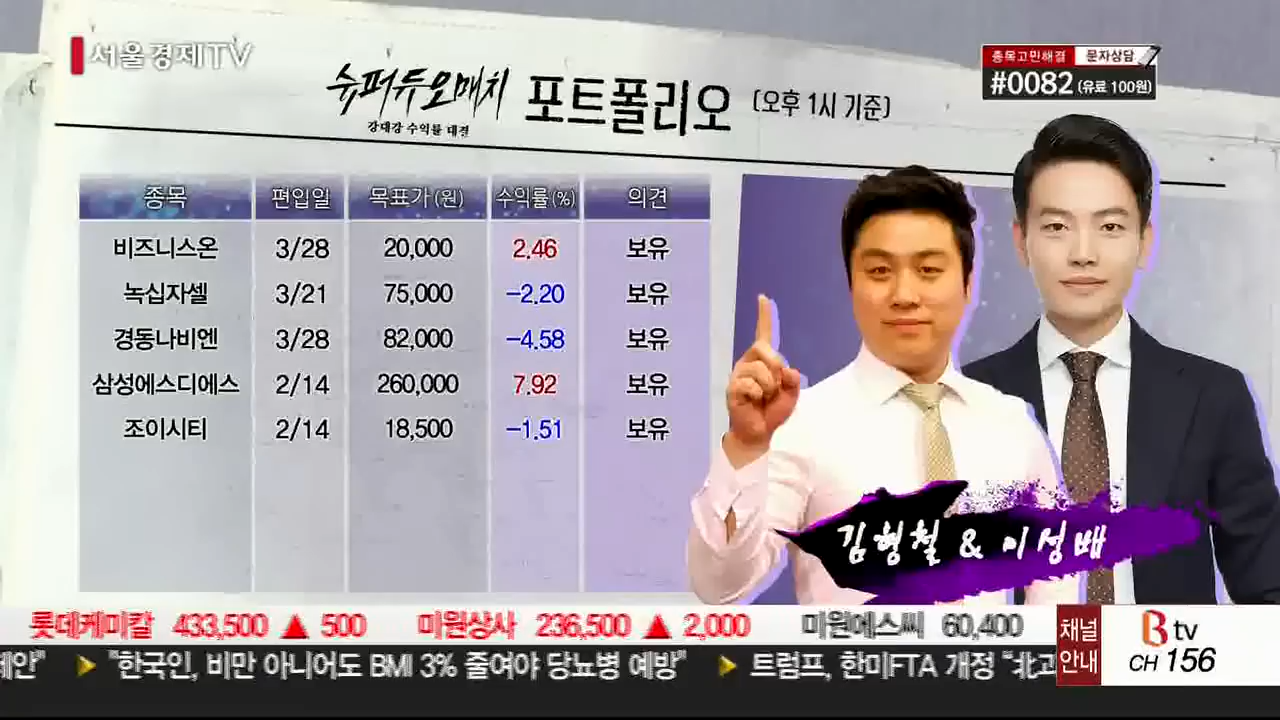 서울경제TV
종목고민해결 문자상담
#0082 (유료 100원)
슈퍼듀오매치 포트폴리오 (오후 1시 기준)
강대강 수익률 대결
종목 편입일 목표가(원) 수익률(%) 의견
비즈니스온 3/28 20,000 2.46 보유
녹십자셀 3/21 75,000 -2.20 보유
경동나비엔 3/28 82,000 -4.58 보유
삼성에스디에스 2/14 260,000 7.92 보유
조이시티 2/14 18,500 -1.51 보유
김형철 & 이성배
롯데케미칼 433,500 ▲ 500 미원상사 236,500 ▲ 2,000 미원에스씨 60,400
채널안내 B tv CH 156
제안" ▶ "한국인, 비만 아니어도 BMI 3% 줄여야 당뇨병 예방" ▶ 트럼프, 한미FTA 개정 "北